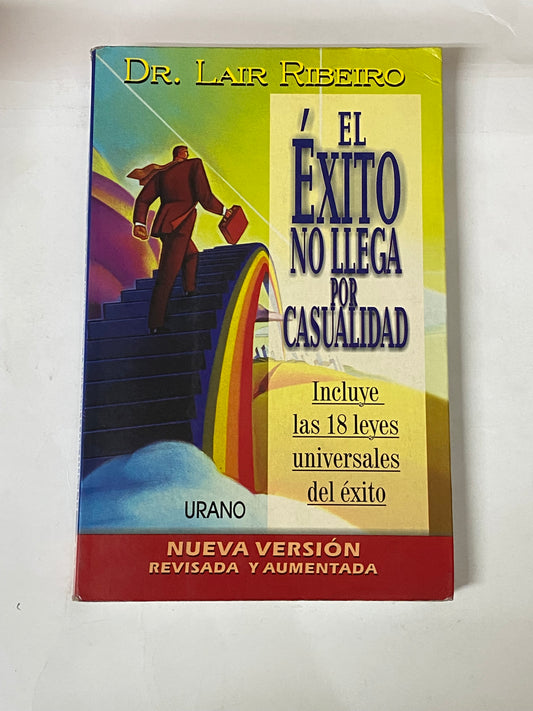 DR. LAIR RIBEIRO
EL
ÉXITO
NO LLEGA
POR
CASUALIDAD
Incluye
las 18 leyes
universales
del éxito
URANO
NUEVA VERSIÓN
REVISADA Y AUMENTADA